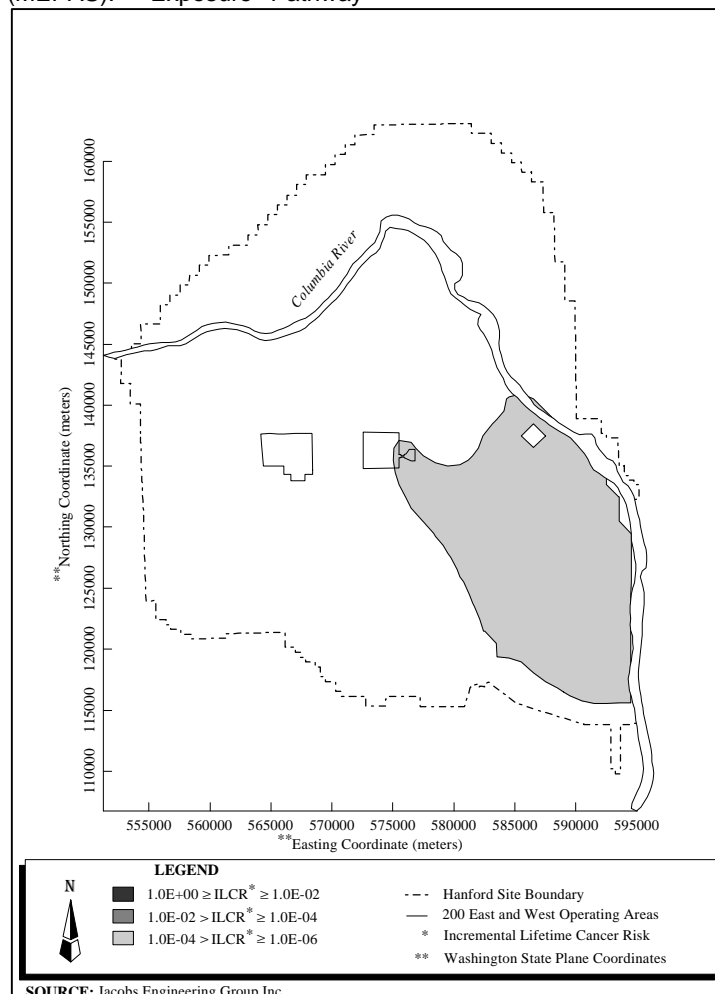 (MEPAS). Exposure Pathway
160000
155000
150000
145000
140000
135000
130000
125000
120000
115000
110000
**Northing Coordinate (meters)
Columbia River
555000 560000 565000 570000 575000 580000 585000 590000 595000
**Easting Coordinate (meters)
LEGEND
N
1.0E+00 ≥ ILCR* ≥ 1.0E-02
1.0E-02 > ILCR* ≥ 1.0E-04
1.0E-04 > ILCR* ≥ 1.0E-06
Hanford Site Boundary
200 East and West Operating Areas
* Incremental Lifetime Cancer Risk
** Washington State Plane Coordinates
SOURCE: Jacobs Engineering Group Inc.